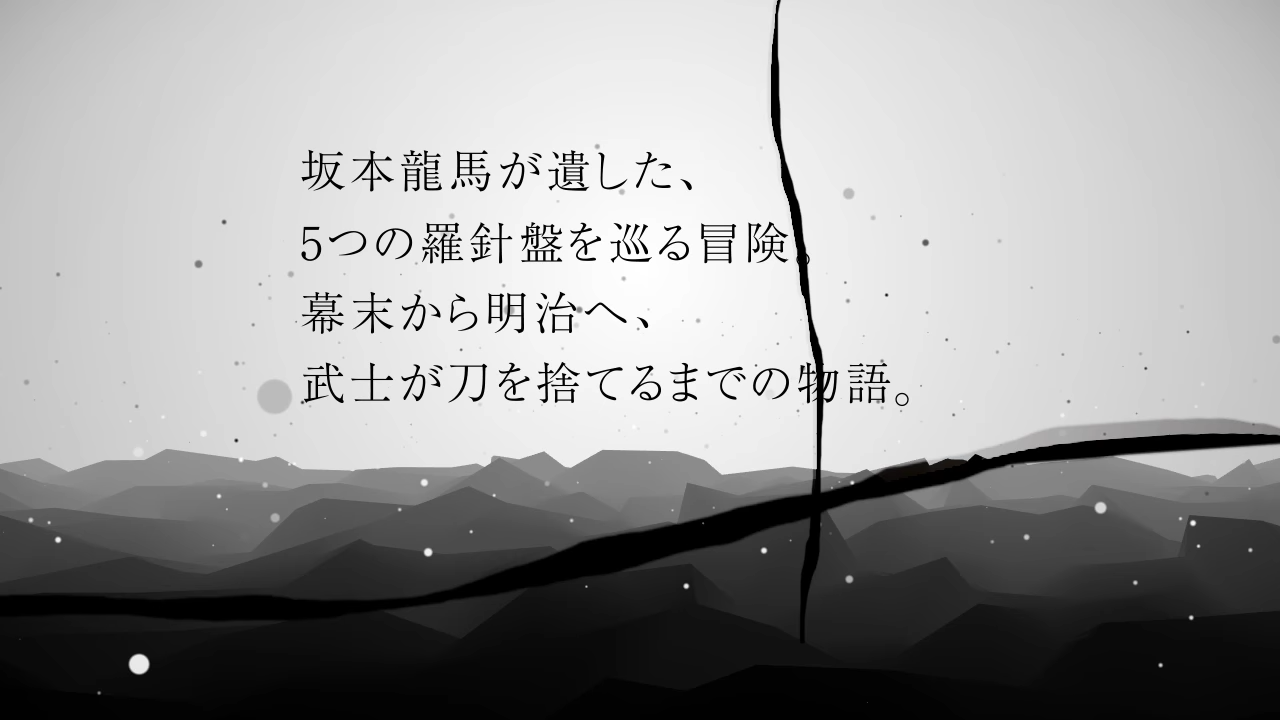 坂本龍馬が遺した、
5つの羅針盤を巡る冒険。
幕末から明治へ、
武士が刀を捨てるまでの物語。